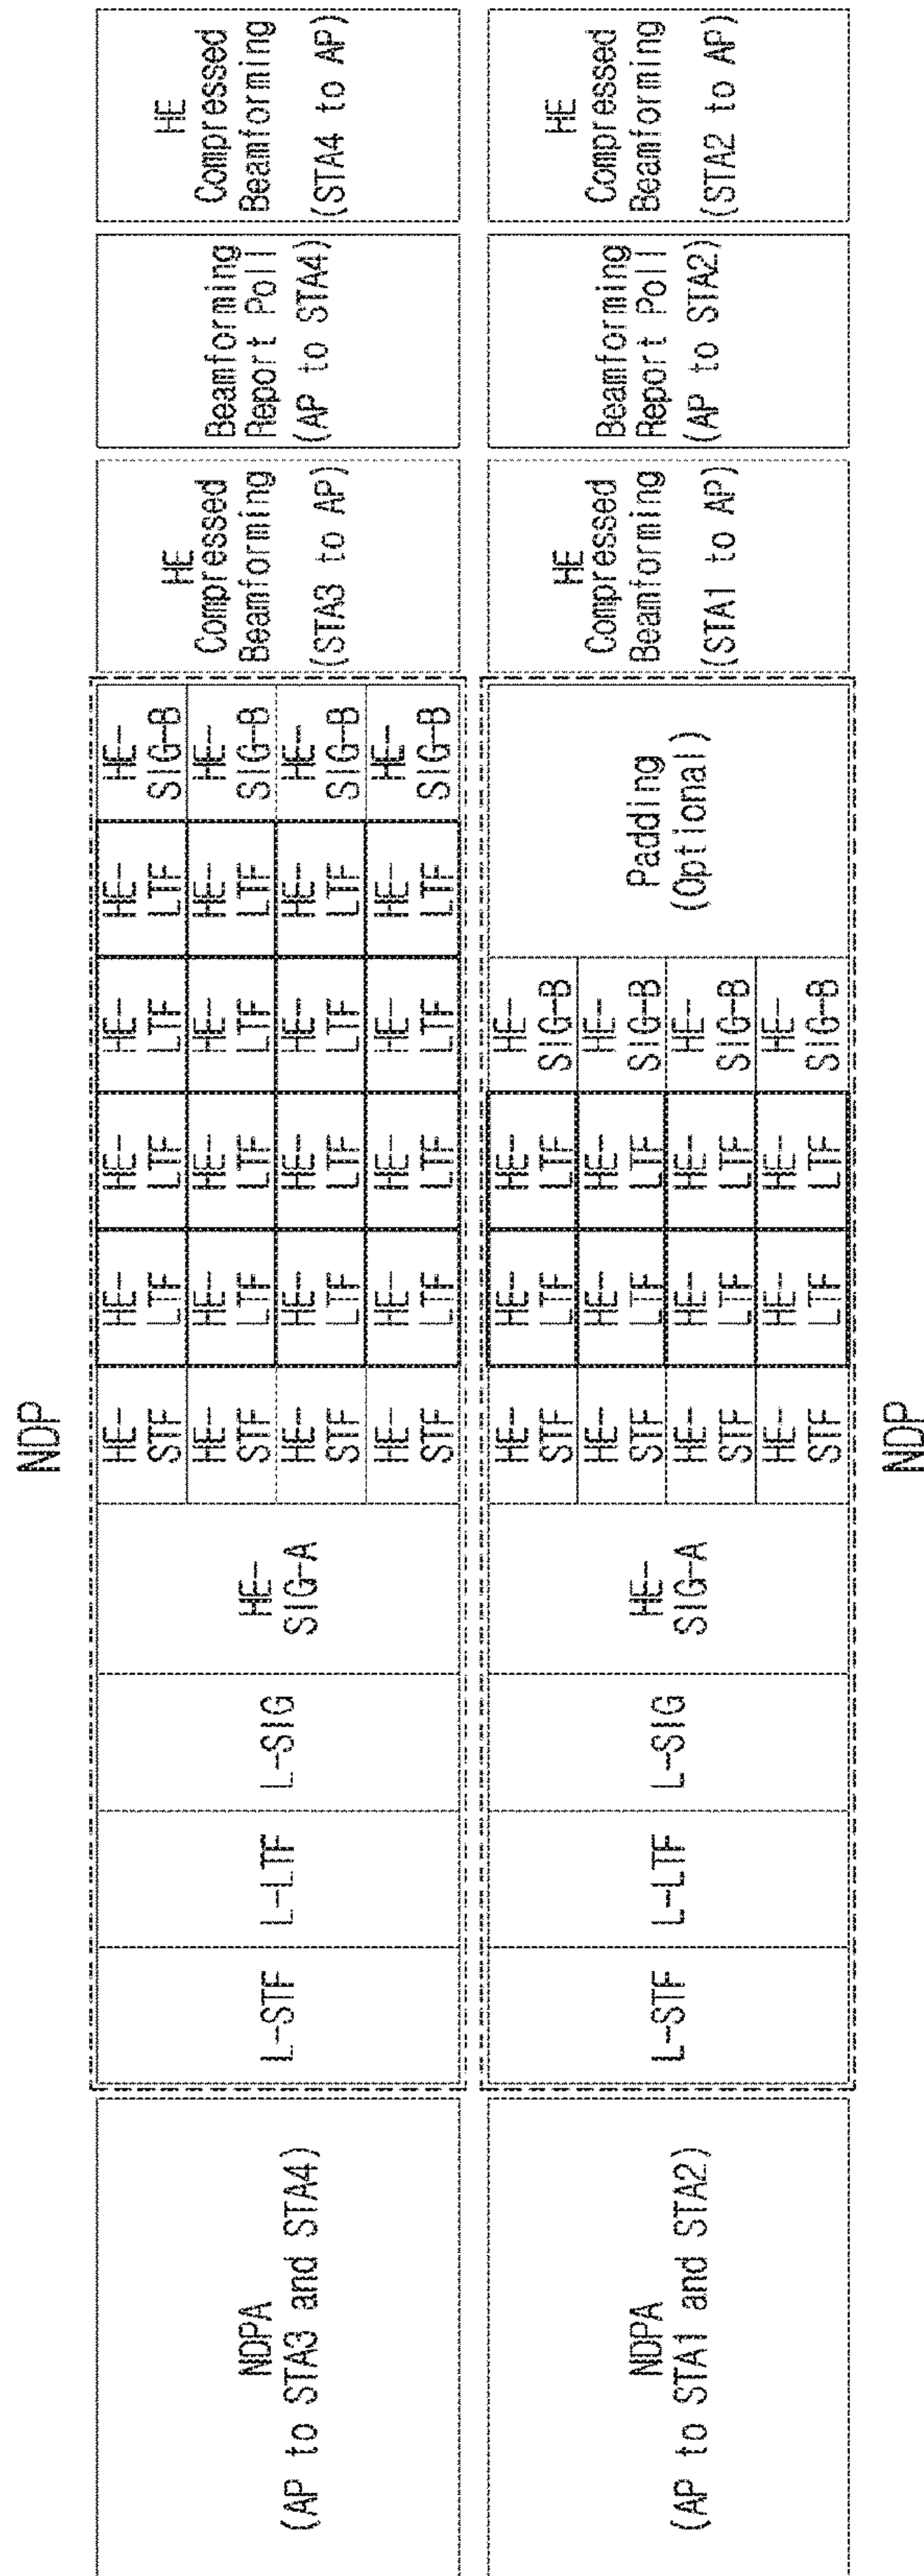 NDP
NDPA
(AP to STA3 and STA4)
L-STF
L-LTF
L-SIG
HE-
SIG-A
HE-
STF
HE-
LTF
HE-
LTF
HE-
LTF
HE-
LTF
HE-
SIG-B
HE-
STF
HE-
LTF
HE-
LTF
HE-
LTF
HE-
LTF
HE-
SIG-B
HE-
STF
HE-
LTF
HE-
LTF
HE-
LTF
HE-
LTF
HE-
SIG-B
HE-
STF
HE-
LTF
HE-
LTF
HE-
LTF
HE-
LTF
HE-
SIG-B
HE
Compressed
Beamforming
(STA3 to AP)
Beamforming
Report Poll
(AP to STA4)
HE
Compressed
Beamforming
(STA4 to AP)
NDPA
(AP to STA1 and STA2)
L-STF
L-LTF
L-SIG
HE-
SIG-A
HE-
STF
HE-
LTF
HE-
LTF
HE-
SIG-B
HE-
STF
HE-
LTF
HE-
LTF
HE-
SIG-B
HE-
STF
HE-
LTF
HE-
LTF
HE-
SIG-B
HE-
STF
HE-
LTF
HE-
LTF
HE-
SIG-B
Padding
(Optional)
HE
Compressed
Beamforming
(STA1 to AP)
Beamforming
Report Poll
(AP to STA2)
HE
Compressed
Beamforming
(STA2 to AP)
NDP